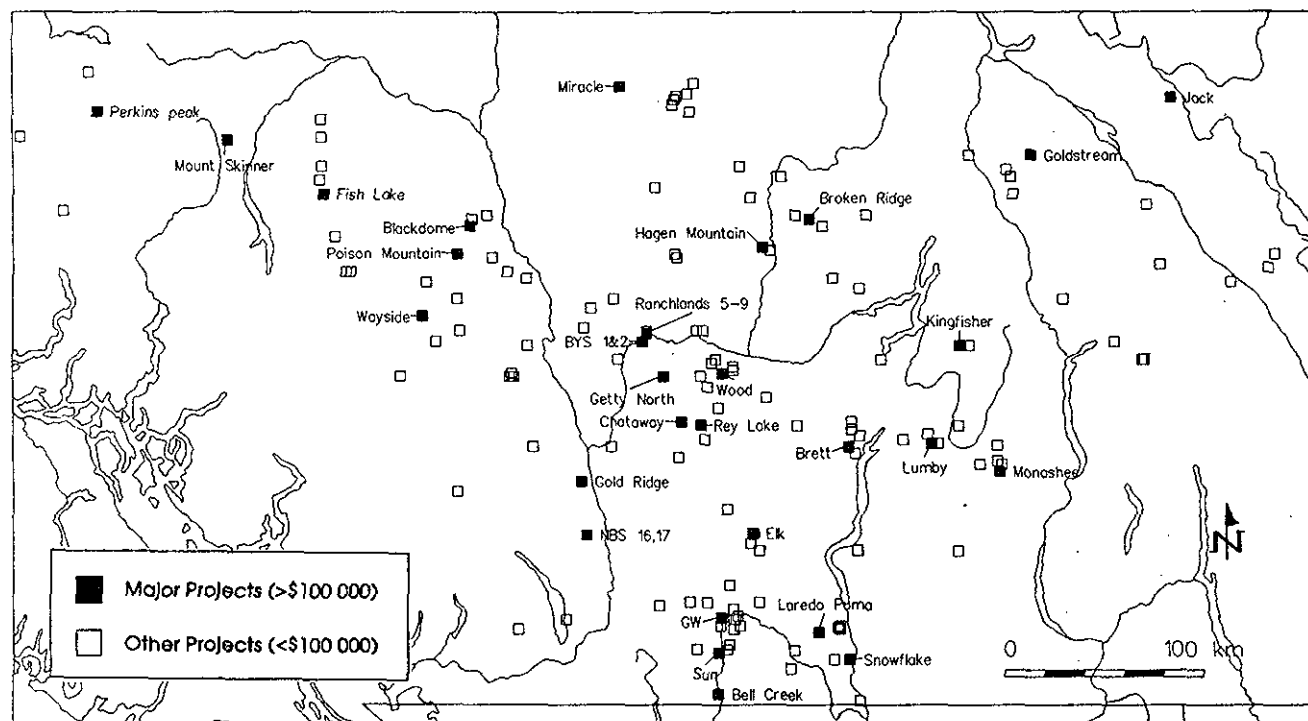 Miracle
Perkins peak
Jack
Mount Skinner
Goldstream
Fish Lake
Broken Ridge
Blackdome
Hagen Mountain
Poison Mountain
Ranchlands 5-9
Wayside
BYS 1&2
Kingfisher
Getty North
Wood
Chataway
Rey Lake
Brett
Lumby
Monashee
Gold Ridge
NBS 16,17
Elk
N
Major Projects (>$100 000)
Other Projects (<$100 000)
GW
Laredo Puma
0 100 km
Sun
Snowflake
Bell Creek